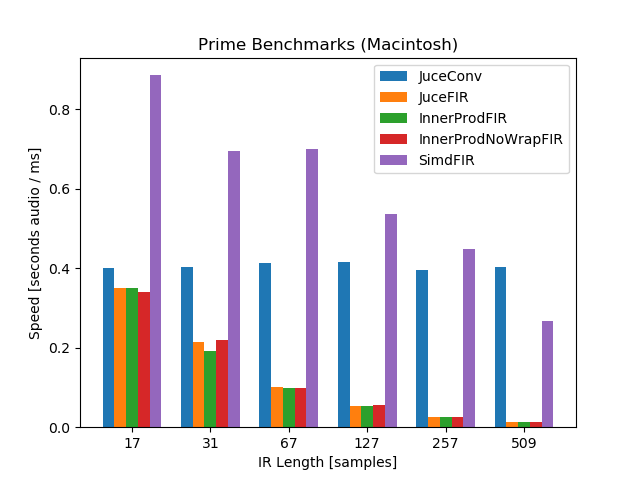 Prime Benchmarks (Macintosh)
JuceConv
JuceFIR
InnerProdFIR
InnerProdNoWrapFIR
SimdFIR
Speed [seconds audio / ms]
0.8
0.6
0.4
0.2
0.0
17 31 67 127 257 509
IR Length [samples]